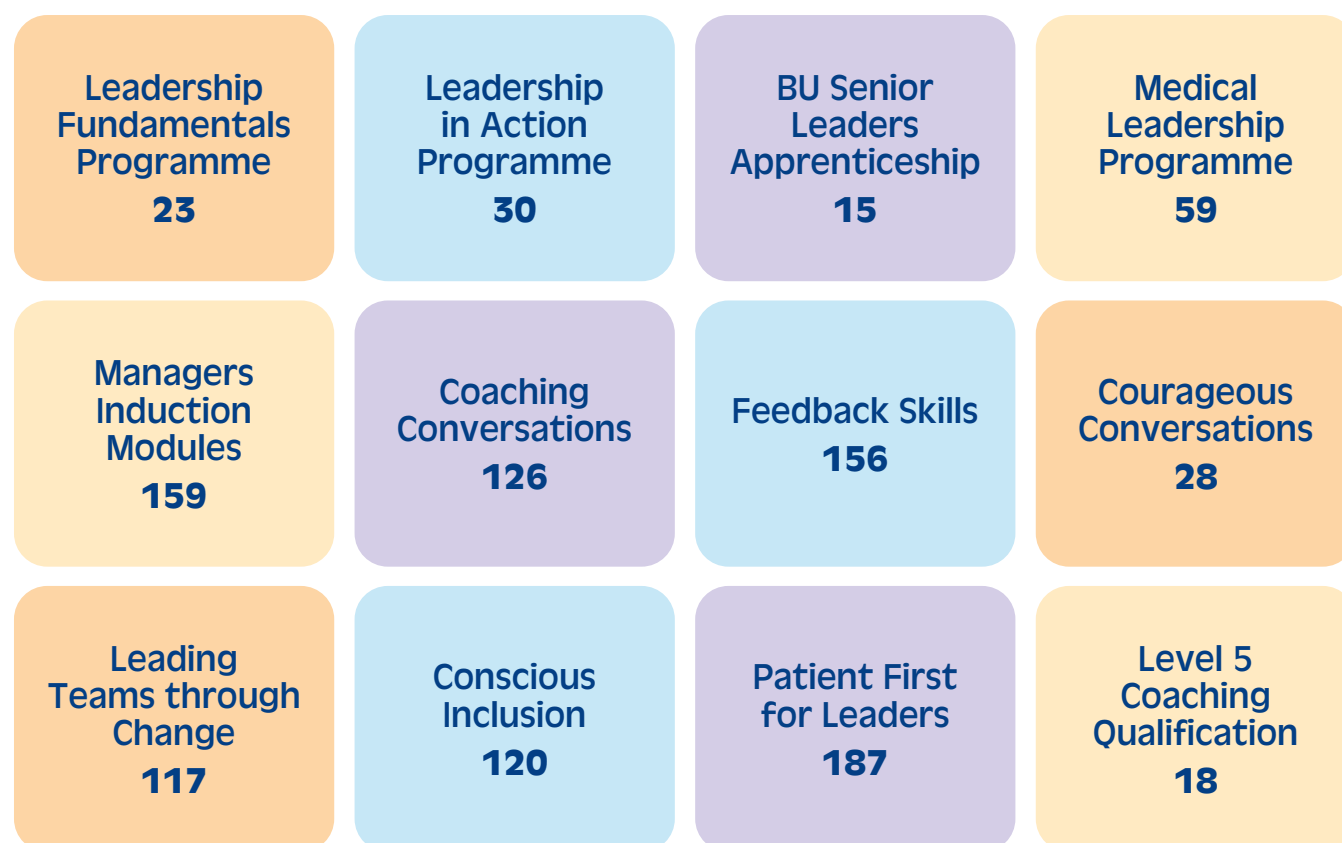 Leadership
Fundamentals
Programme
23
Leadership
in Action
Programme
30
BU Senior
Leaders
Apprenticeship
15
Medical
Leadership
Programme
59
Managers
Induction
Modules
159
Coaching
Conversations
126
Feedback Skills
156
Courageous
Conversations
28
Leading
Teams through
Change
117
Conscious
Inclusion
120
Patient First
for Leaders
187
Level 5
Coaching
Qualification
18